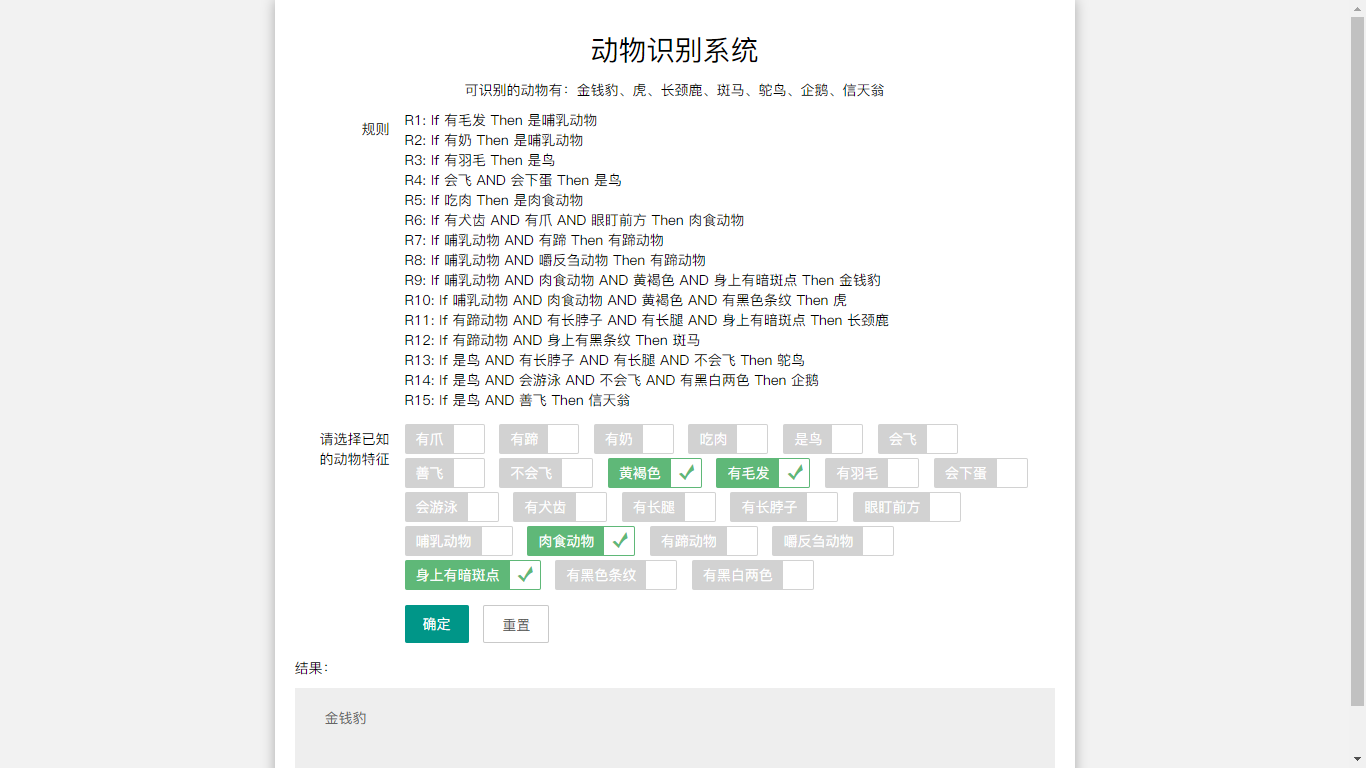 动物识别系统
可识别的动物有：金钱豹、虎、长颈鹿、斑马、鸵鸟、企鹅、信天翁
规则
R1: If 有毛发 Then 是哺乳动物
R2: If 有奶 Then 是哺乳动物
R3: If 有羽毛 Then 是鸟
R4: If 会飞 AND 会下蛋 Then 是鸟
R5: If 吃肉 Then 是肉食动物
R6: If 有犬齿 AND 有爪 AND 眼盯前方 Then 肉食动物
R7: If 哺乳动物 AND 有蹄 Then 有蹄动物
R8: If 哺乳动物 AND 嚼反刍动物 Then 有蹄动物
R9: If 哺乳动物 AND 肉食动物 AND 黄褐色 AND 身上有暗斑点 Then 金钱豹
R10: If 哺乳动物 AND 肉食动物 AND 黄褐色 AND 有黑色条纹 Then 虎
R11: If 有蹄动物 AND 有长脖子 AND 有长腿 AND 身上有暗斑点 Then 长颈鹿
R12: If 有蹄动物 AND 身上有黑条纹 Then 斑马
R13: If 是鸟 AND 有长脖子 AND 有长腿 AND 不会飞 Then 鸵鸟
R14: If 是鸟 AND 会游泳 AND 不会飞 AND 有黑白两色 Then 企鹅
R15: If 是鸟 AND 善飞 Then 信天翁
请选择已知
的动物特征
有爪 有蹄 有奶 吃肉 是鸟 会飞
善飞 不会飞 黄褐色 有毛发 有羽毛 会下蛋
会游泳 有犬齿 有长腿 有长脖子 眼盯前方
哺乳动物 肉食动物 有蹄动物 嚼反刍动物
身上有暗斑点 有黑色条纹 有黑白两色
确定 重置
结果：
金钱豹